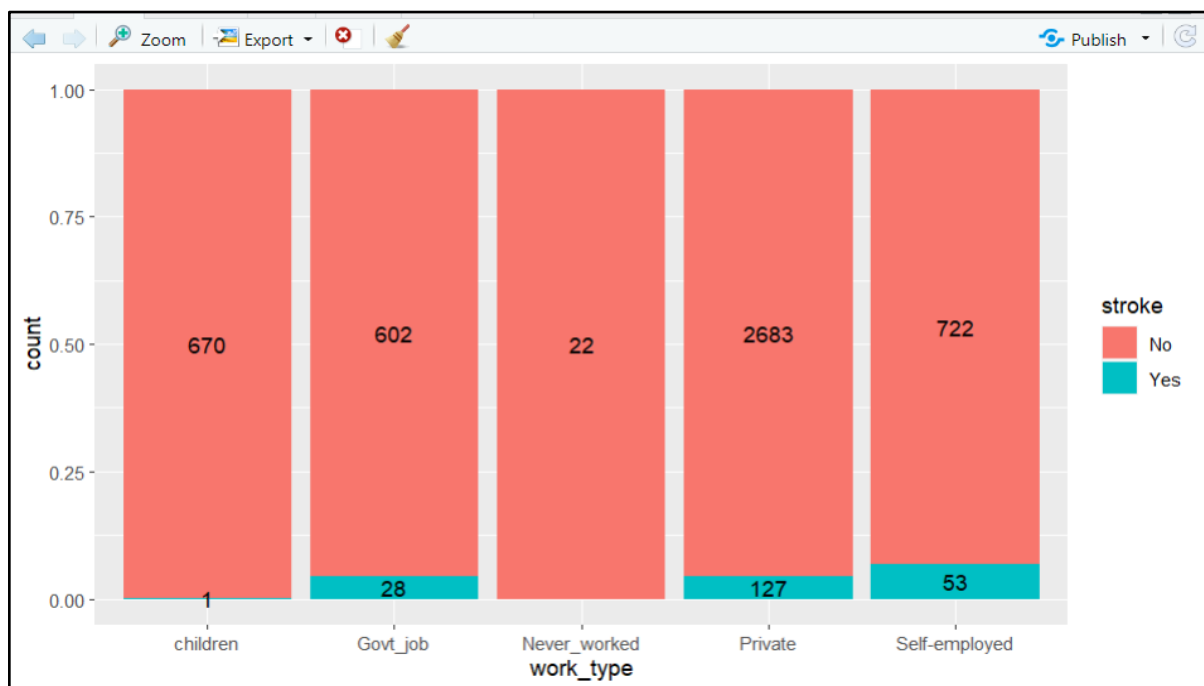 Zoom Export Publish
1.00
0.75
0.50
0.25
0.00
count
670 602 22 2683 722
1 28 127 53
children Govt_job Never_worked Private Self-employed
work_type
stroke
No
Yes